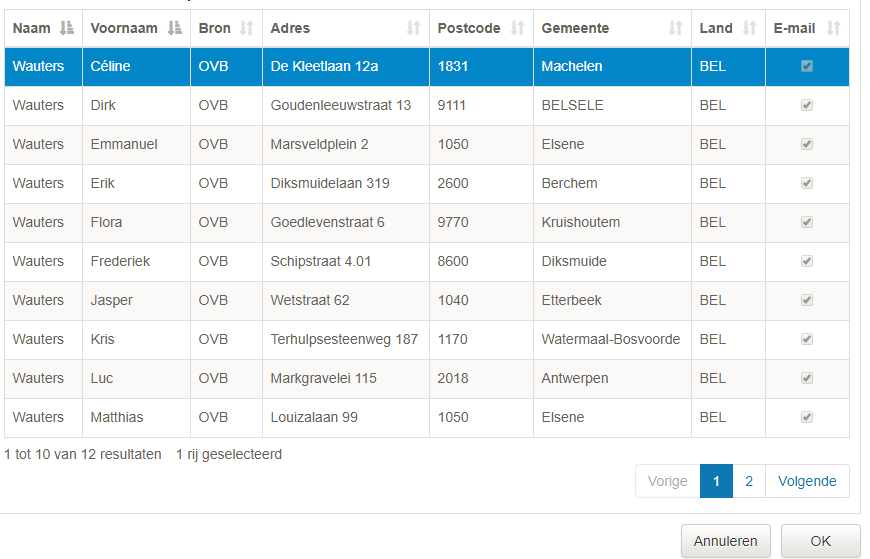 Naam Voornaam Bron Adres Postcode Gemeente Land E-mail
Wauters Céline OVB De Kleetlaan 12a 1831 Machelen BEL
Wauters Dirk OVB Goudenleeuwstraat 13 9111 BELSELE BEL
Wauters Emmanuel OVB Marsveldplein 2 1050 Elsene BEL
Wauters Erik OVB Diksmuidelaan 319 2600 Berchem BEL
Wauters Flora OVB Goedlevenstraat 6 9770 Kruishoutem BEL
Wauters Frederiek OVB Schipstraat 4.01 8600 Diksmuide BEL
Wauters Jasper OVB Wetstraat 62 1040 Etterbeek BEL
Wauters Kris OVB Terhulpsesteenweg 187 1170 Watermaal-Bosvoorde BEL
Wauters Luc OVB Markgravelei 115 2018 Antwerpen BEL
Wauters Matthias OVB Louizalaan 99 1050 Elsene BEL
1 tot 10 van 12 resultaten 1 rij geselecteerd
Vorige 1 2 Volgende
Annuleren OK